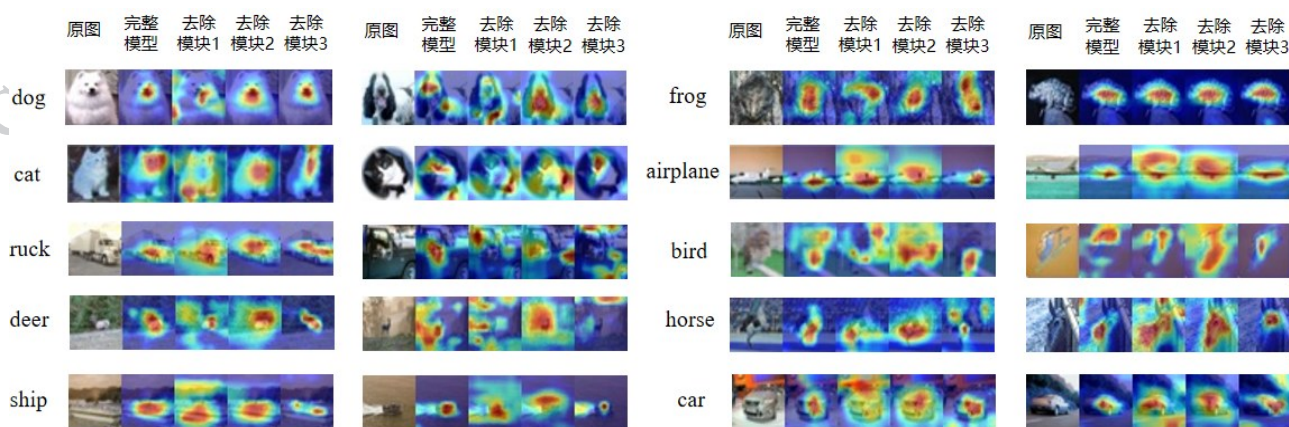 原图 完整模型 去除模块1 去除模块2 去除模块3 原图 完整模型 去除模块1 去除模块2 去除模块3 原图 完整模型 去除模块1 去除模块2 去除模块3 原图 完整模型 去除模块1 去除模块2 去除模块3
dog frog
cat airplane
ruck bird
deer horse
ship car